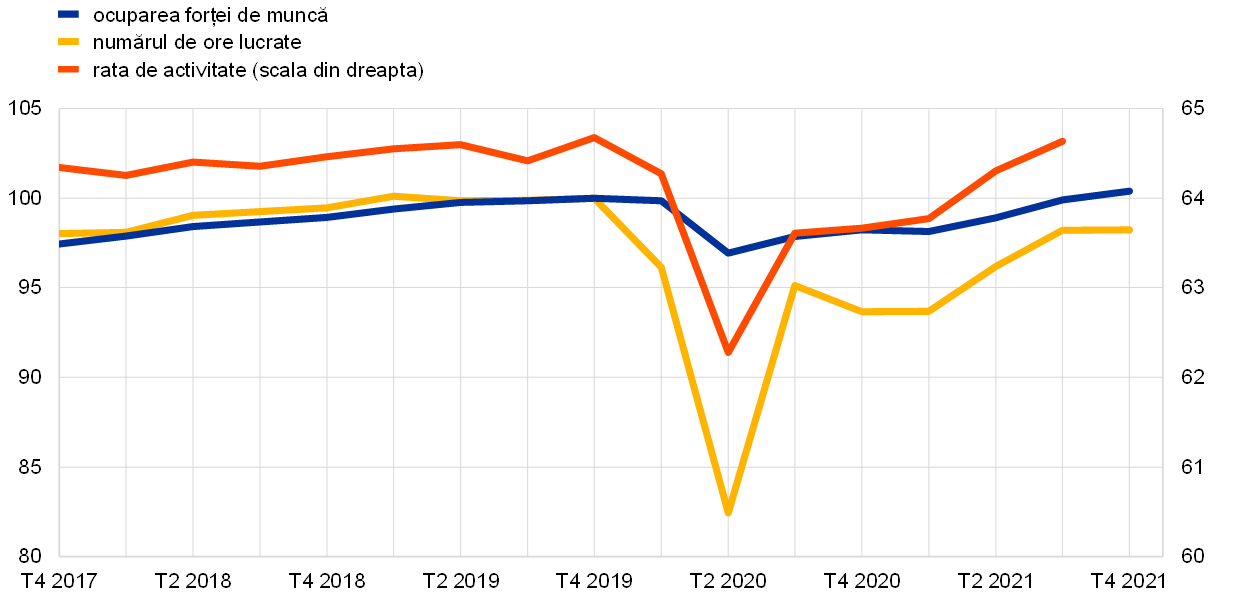 ocuparea forței de muncă
numărul de ore lucrate
rata de activitate (scala din dreapta)
105 65
100 64
95 63
90 62
85 61
80 60
T4 2017 T2 2018 T4 2018 T2 2019 T4 2019 T2 2020 T4 2020 T2 2021 T4 2021